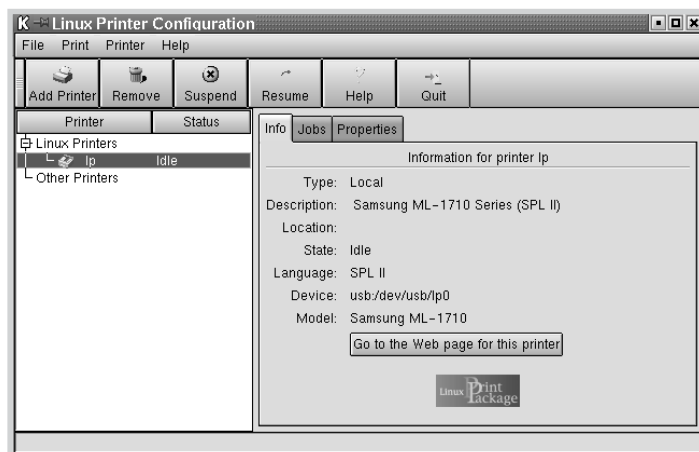 K Linux Printer Configuration
File Print Printer Help
Add Printer Remove Suspend Resume Help Quit
Printer Status
Linux Printers
lp Idle
Other Printers
Info Jobs Properties
Information for printer lp
Type: Local
Description: Samsung ML-1710 Series (SPL II)
Location:
State: Idle
Language: SPL II
Device: usb:/dev/usb/lp0
Model: Samsung ML-1710
Go to the Web page for this printer
Linux Print
Package